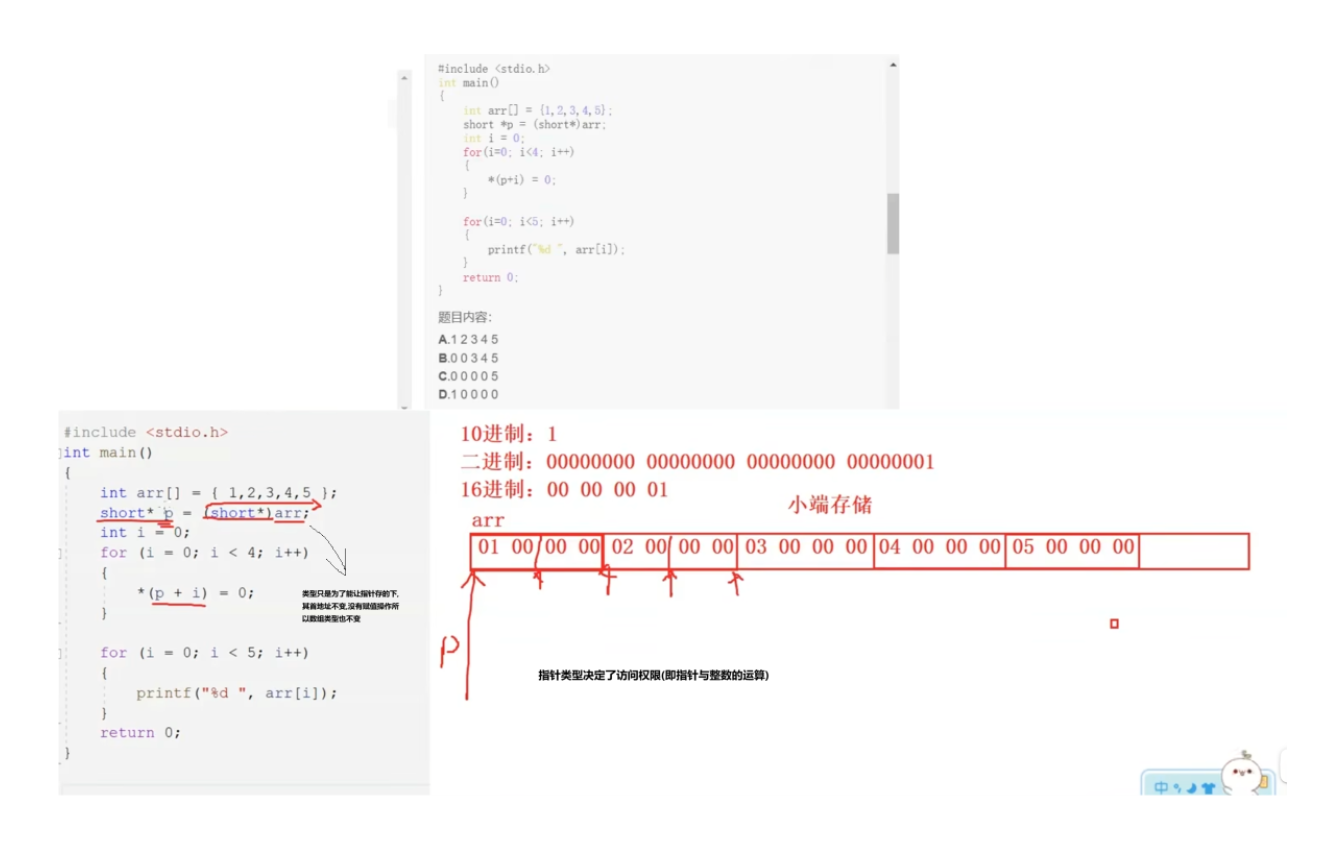 #include <stdio.h>
int main()
{
int arr[] = {1,2,3,4,5};
short *p = (short*)arr;
int i = 0;
for(i=0; i<4; i++)
{
*(p+i) = 0;
}
for(i=0; i<5; i++)
{
printf("%d ", arr[i]);
}
return 0;
}
题目内容:
A.1 2 3 4 5
B.0 0 3 4 5
C.0 0 0 0 5
D.1 0 0 0 0
#include <stdio.h>
int main()
{
int arr[] = { 1,2,3,4,5 };
short* p = (short*)arr;
int i = 0;
for (i = 0; i < 4; i++)
{
*(p + i) = 0;
}
for (i = 0; i < 5; i++)
{
printf("%d ", arr[i]);
}
return 0;
}
类型只是为了能让指针存的下,
其首地址不变,没有赋值操作所
以数组类型也不变
10进制：1
二进制：00000000 00000000 00000000 00000001
16进制：00 00 00 01
小端存储
arr
01 00 00 00 02 00 00 00 03 00 00 00 04 00 00 00 05 00 00 00
p
指针类型决定了访问权限(即指针与整数的运算)
中